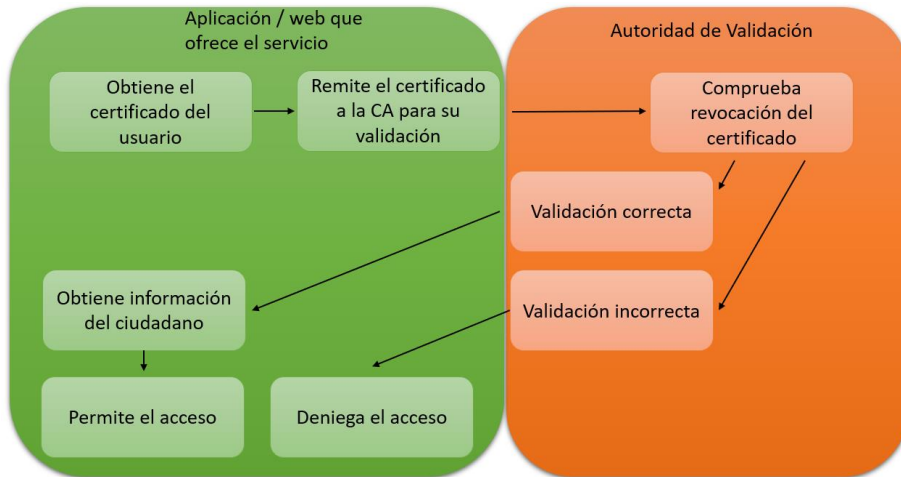 Aplicación / web que
ofrece el servicio
Autoridad de Validación
Obtiene el
certificado del
usuario
Remite el certificado
a la CA para su
validación
Comprueba
revocación del
certificado
Validación correcta
Obtiene información
del ciudadano
Validación incorrecta
Permite el acceso
Deniega el acceso